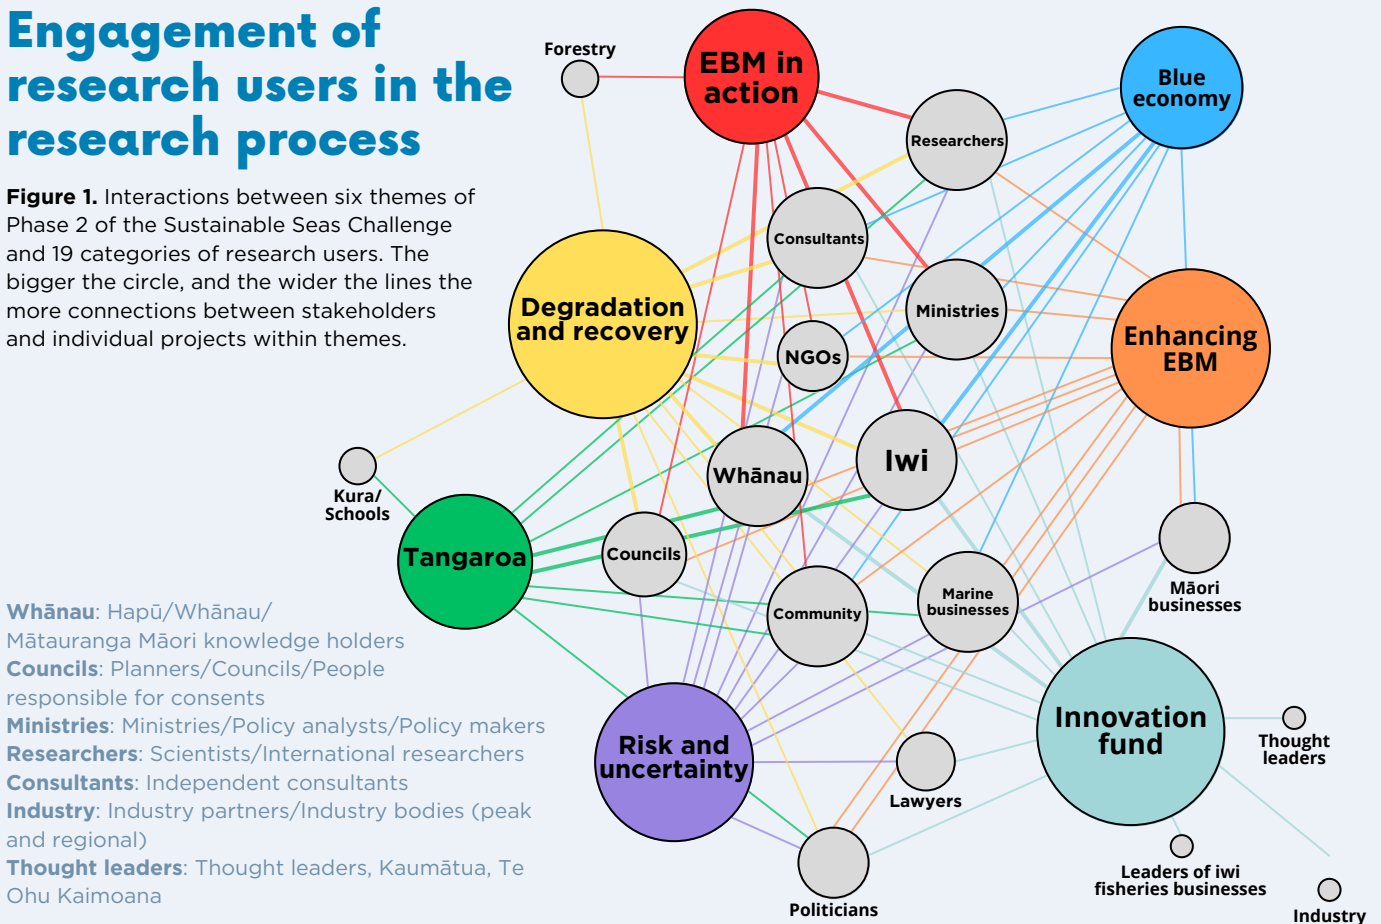 Engagement of
research users in the
research process
Figure 1. Interactions between six themes of
Phase 2 of the Sustainable Seas Challenge
and 19 categories of research users. The
bigger the circle, and the wider the lines the
more connections between stakeholders
and individual projects within themes.
Forestry
EBM in
action
Blue
economy
Researchers
Consultants
Degradation
and recovery
Ministries
Enhancing
EBM
NGOs
Whānau
Iwi
Kura/
Schools
Tangaroa
Councils
Community
Marine
businesses
Māori
businesses
Risk and
uncertainty
Innovation
fund
Thought
leaders
Lawyers
Politicians
Leaders of iwi
fisheries businesses
Industry
Whānau: Hapū/Whānau/
Mātauranga Māori knowledge holders
Councils: Planners/Councils/People
responsible for consents
Ministries: Ministries/Policy analysts/Policy makers
Researchers: Scientists/International researchers
Consultants: Independent consultants
Industry: Industry partners/Industry bodies (peak
and regional)
Thought leaders: Thought leaders, Kaumātua, Te
Ohu Kaimoana